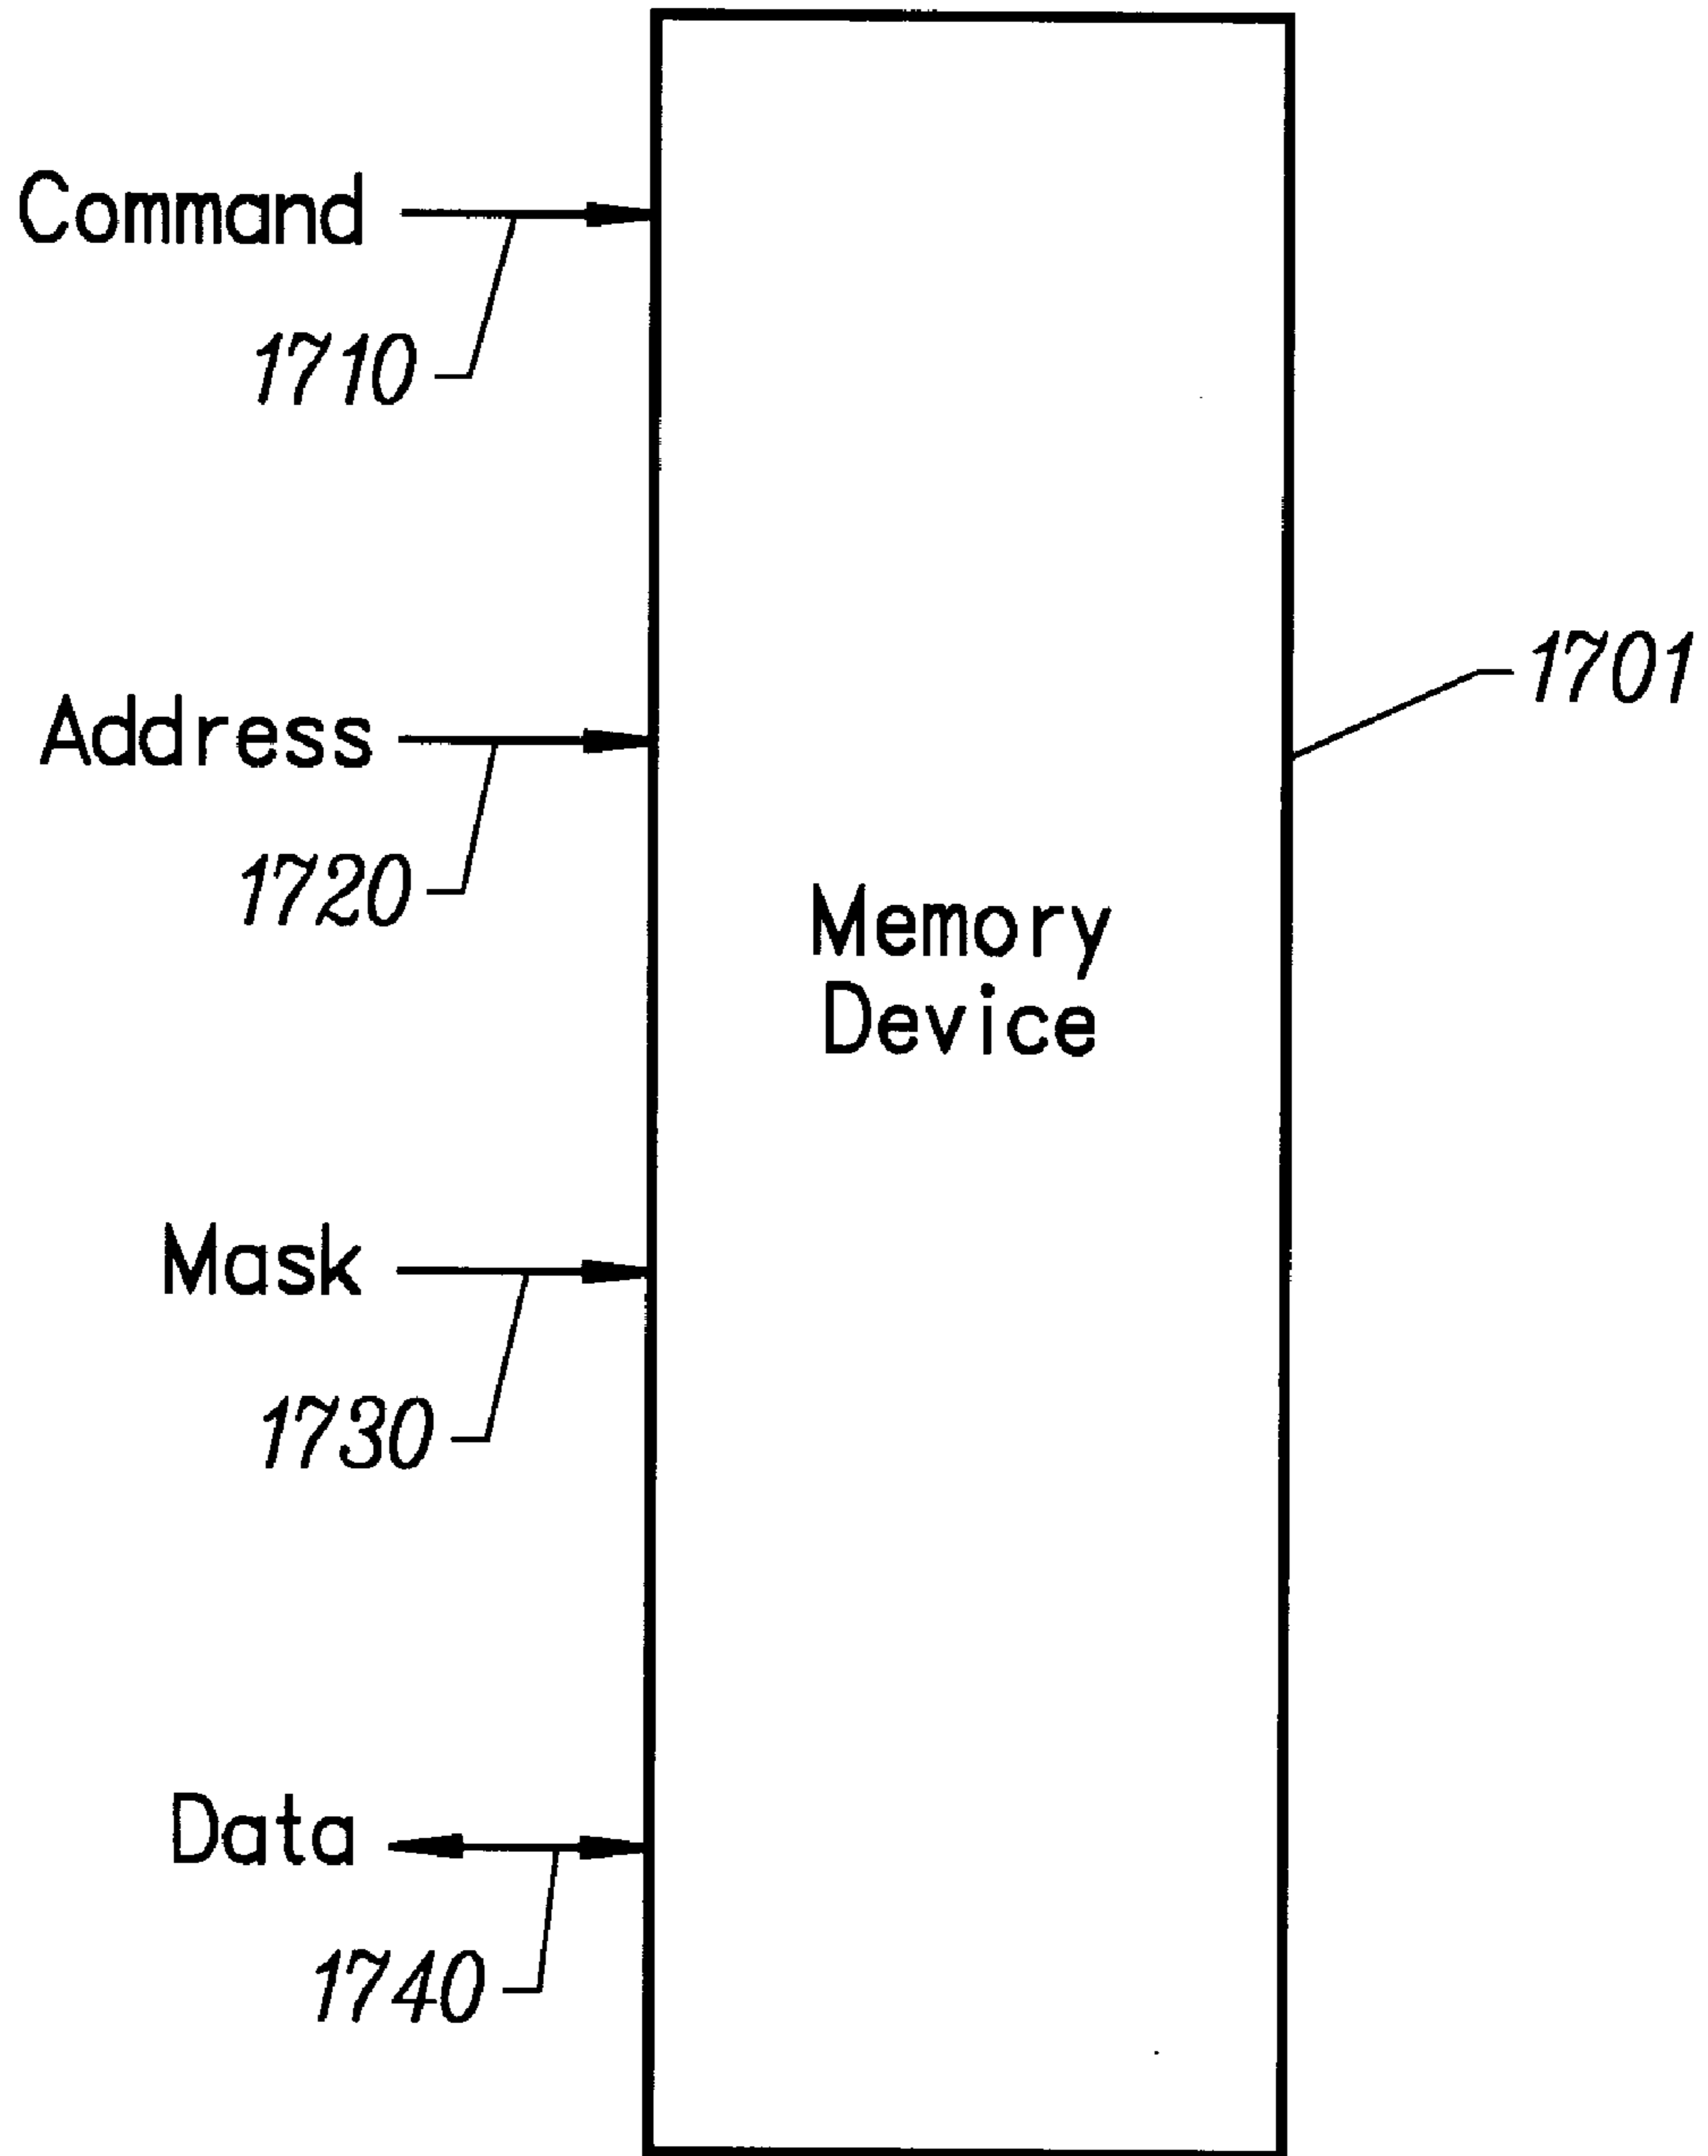 Command
1710
Address
1701
1720
Memory
Device
Mask
1730
Data
1740